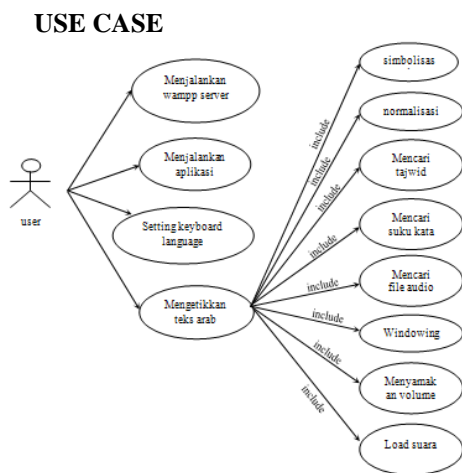 USE CASE
Menjalankan
wampp server
Menjalankan
aplikasi
Setting keyboard
language
Mengetikkan
teks arab
user
simbolisas
normalisasi
Mencari
tajwid
Mencari
suku kata
Mencari
file audio
Windowing
Menyamak
an volume
Load suara
include
include
include
include
include
include
include
include